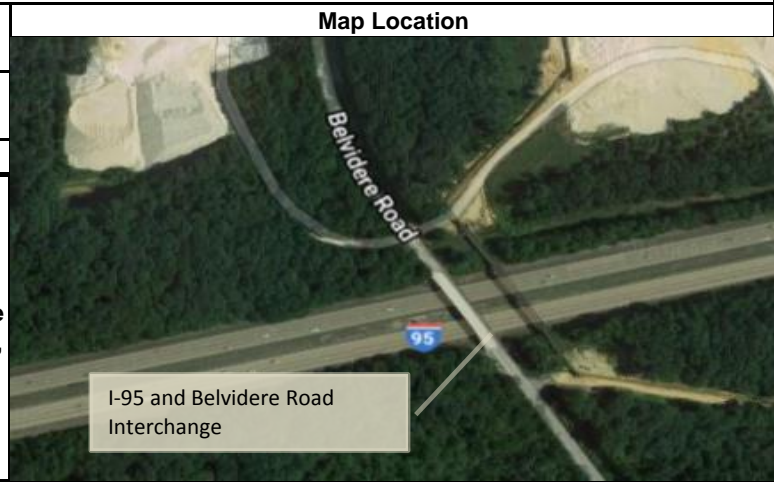 Map Location
Belvidere Road
95
I-95 and Belvidere Road
Interchange